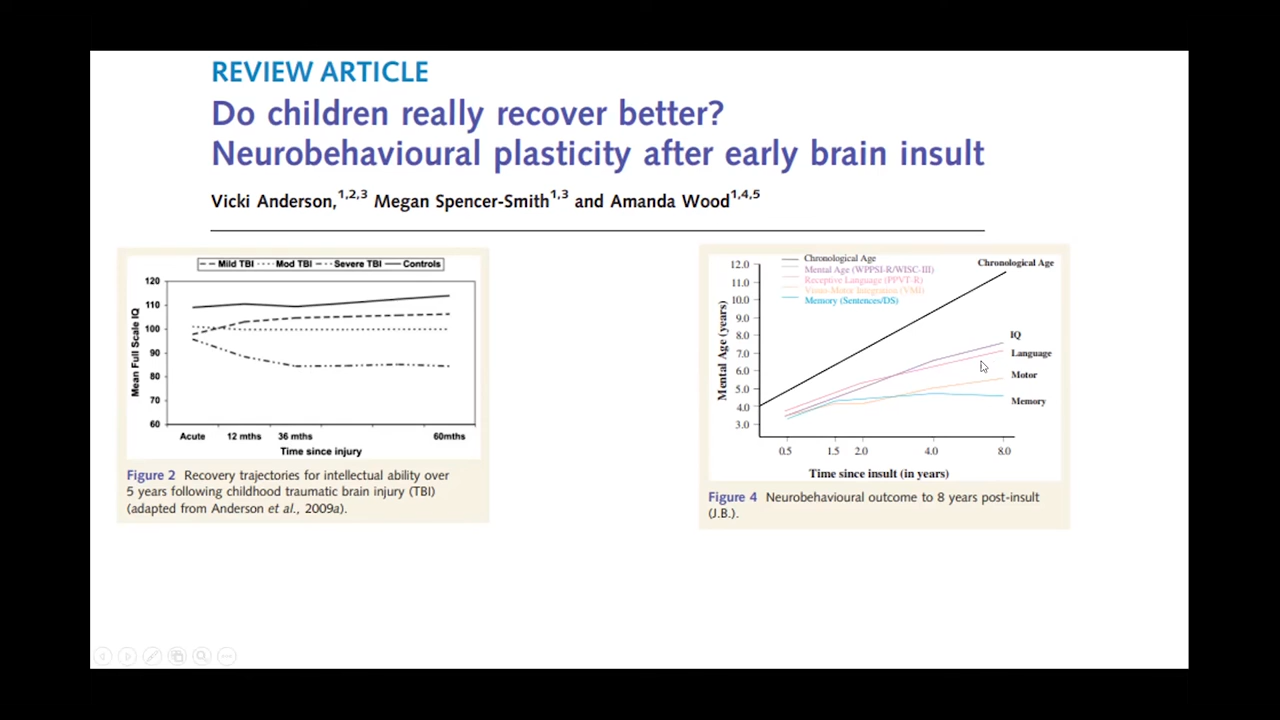 REVIEW ARTICLE
Do children really recover better?
Neurobehavioural plasticity after early brain insult
Vicki Anderson,1,2,3 Megan Spencer-Smith1,3 and Amanda Wood1,4,5
Mild TBI Mod TBI Severe TBI Controls
Mean Full Scale IQ
120
110
100
90
80
70
60
Acute 12 mths 36 mths 60mths
Time since injury
Figure 2 Recovery trajectories for intellectual ability over
5 years following childhood traumatic brain injury (TBI)
(adapted from Anderson et al., 2009a).
Chronological Age
Mental Age (WPPSI-R/WISC-III)
Receptive Language (PPVT-R)
Visuo-Motor Integration (VMI)
Memory (Sentences/DS)
Chronological Age
IQ
Language
Motor
Memory
Mental Age (years)
12.0
11.0
10.0
9.0
8.0
7.0
6.0
5.0
4.0
3.0
0.5 1.5 2.0 4.0 8.0
Time since insult (in years)
Figure 4 Neurobehavioural outcome to 8 years post-insult
(J.B.).